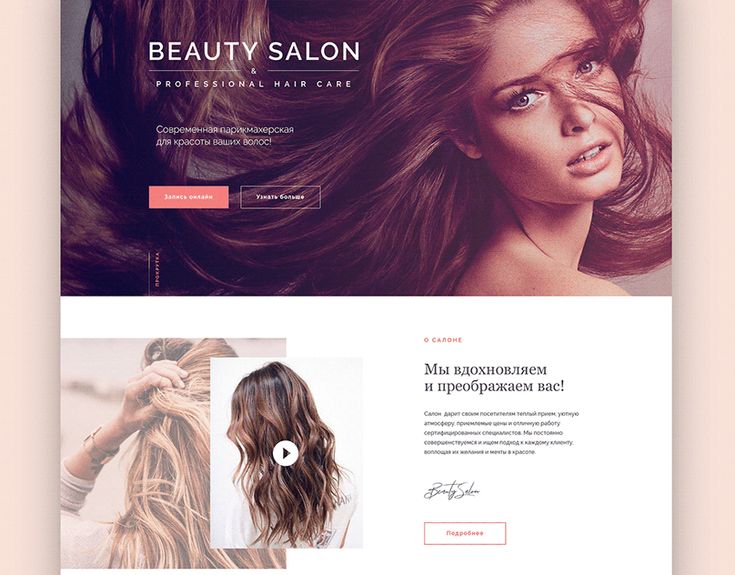 BEAUTY SALON
&
PROFESSIONAL HAIR CARE
Современная парикмахерская
для красоты ваших волос!
Запись онлайн
Узнать больше
ПРОКРУТКА
О САЛОНЕ
Мы вдохновляем
и преображаем вас!
Салон дарит своим посетителям теплый прием, уютную
атмосферу, приемлемые цены и отличную работу
сертифицированных специалистов. Мы постоянно
совершенствуемся и ищем подход к каждому клиенту,
воплощая их желания и мечты в красоте.
Beauty Salon
Подробнее